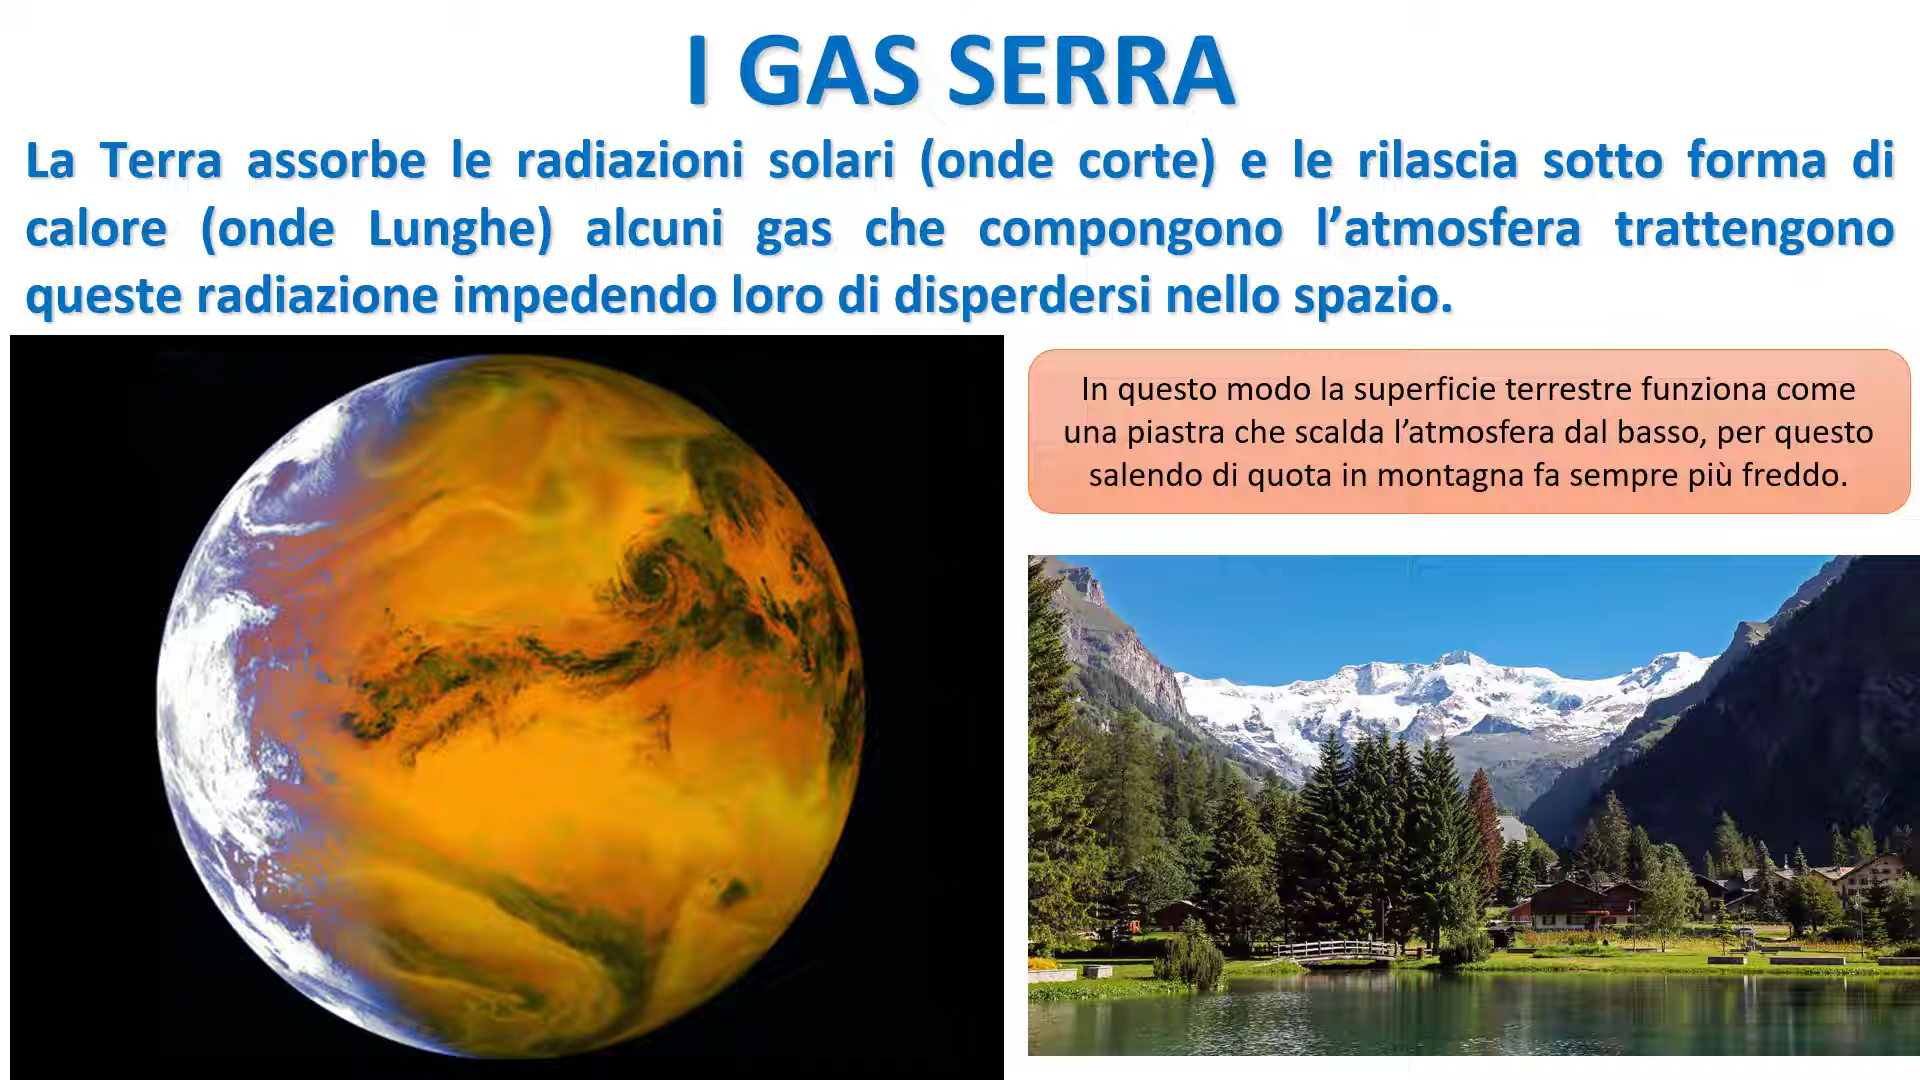 I GAS SERRA
La Terra assorbe le radiazioni solari (onde corte) e le rilascia sotto forma di
calore (onde Lunghe) alcuni gas che compongono l’atmosfera trattengono
queste radiazione impedendo loro di disperdersi nello spazio.
In questo modo la superficie terrestre funziona come
una piastra che scalda l’atmosfera dal basso, per questo
salendo di quota in montagna fa sempre più freddo.